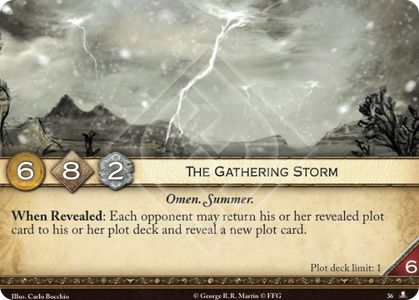 6 8 2 THE GATHERING STORM
Omen. Summer.
When Revealed: Each opponent may return his or her revealed plot
card to his or her plot deck and reveal a new plot card.
Plot deck limit: 1
6
Illus. Carlo Bocchio © George R.R. Martin © FFG 36